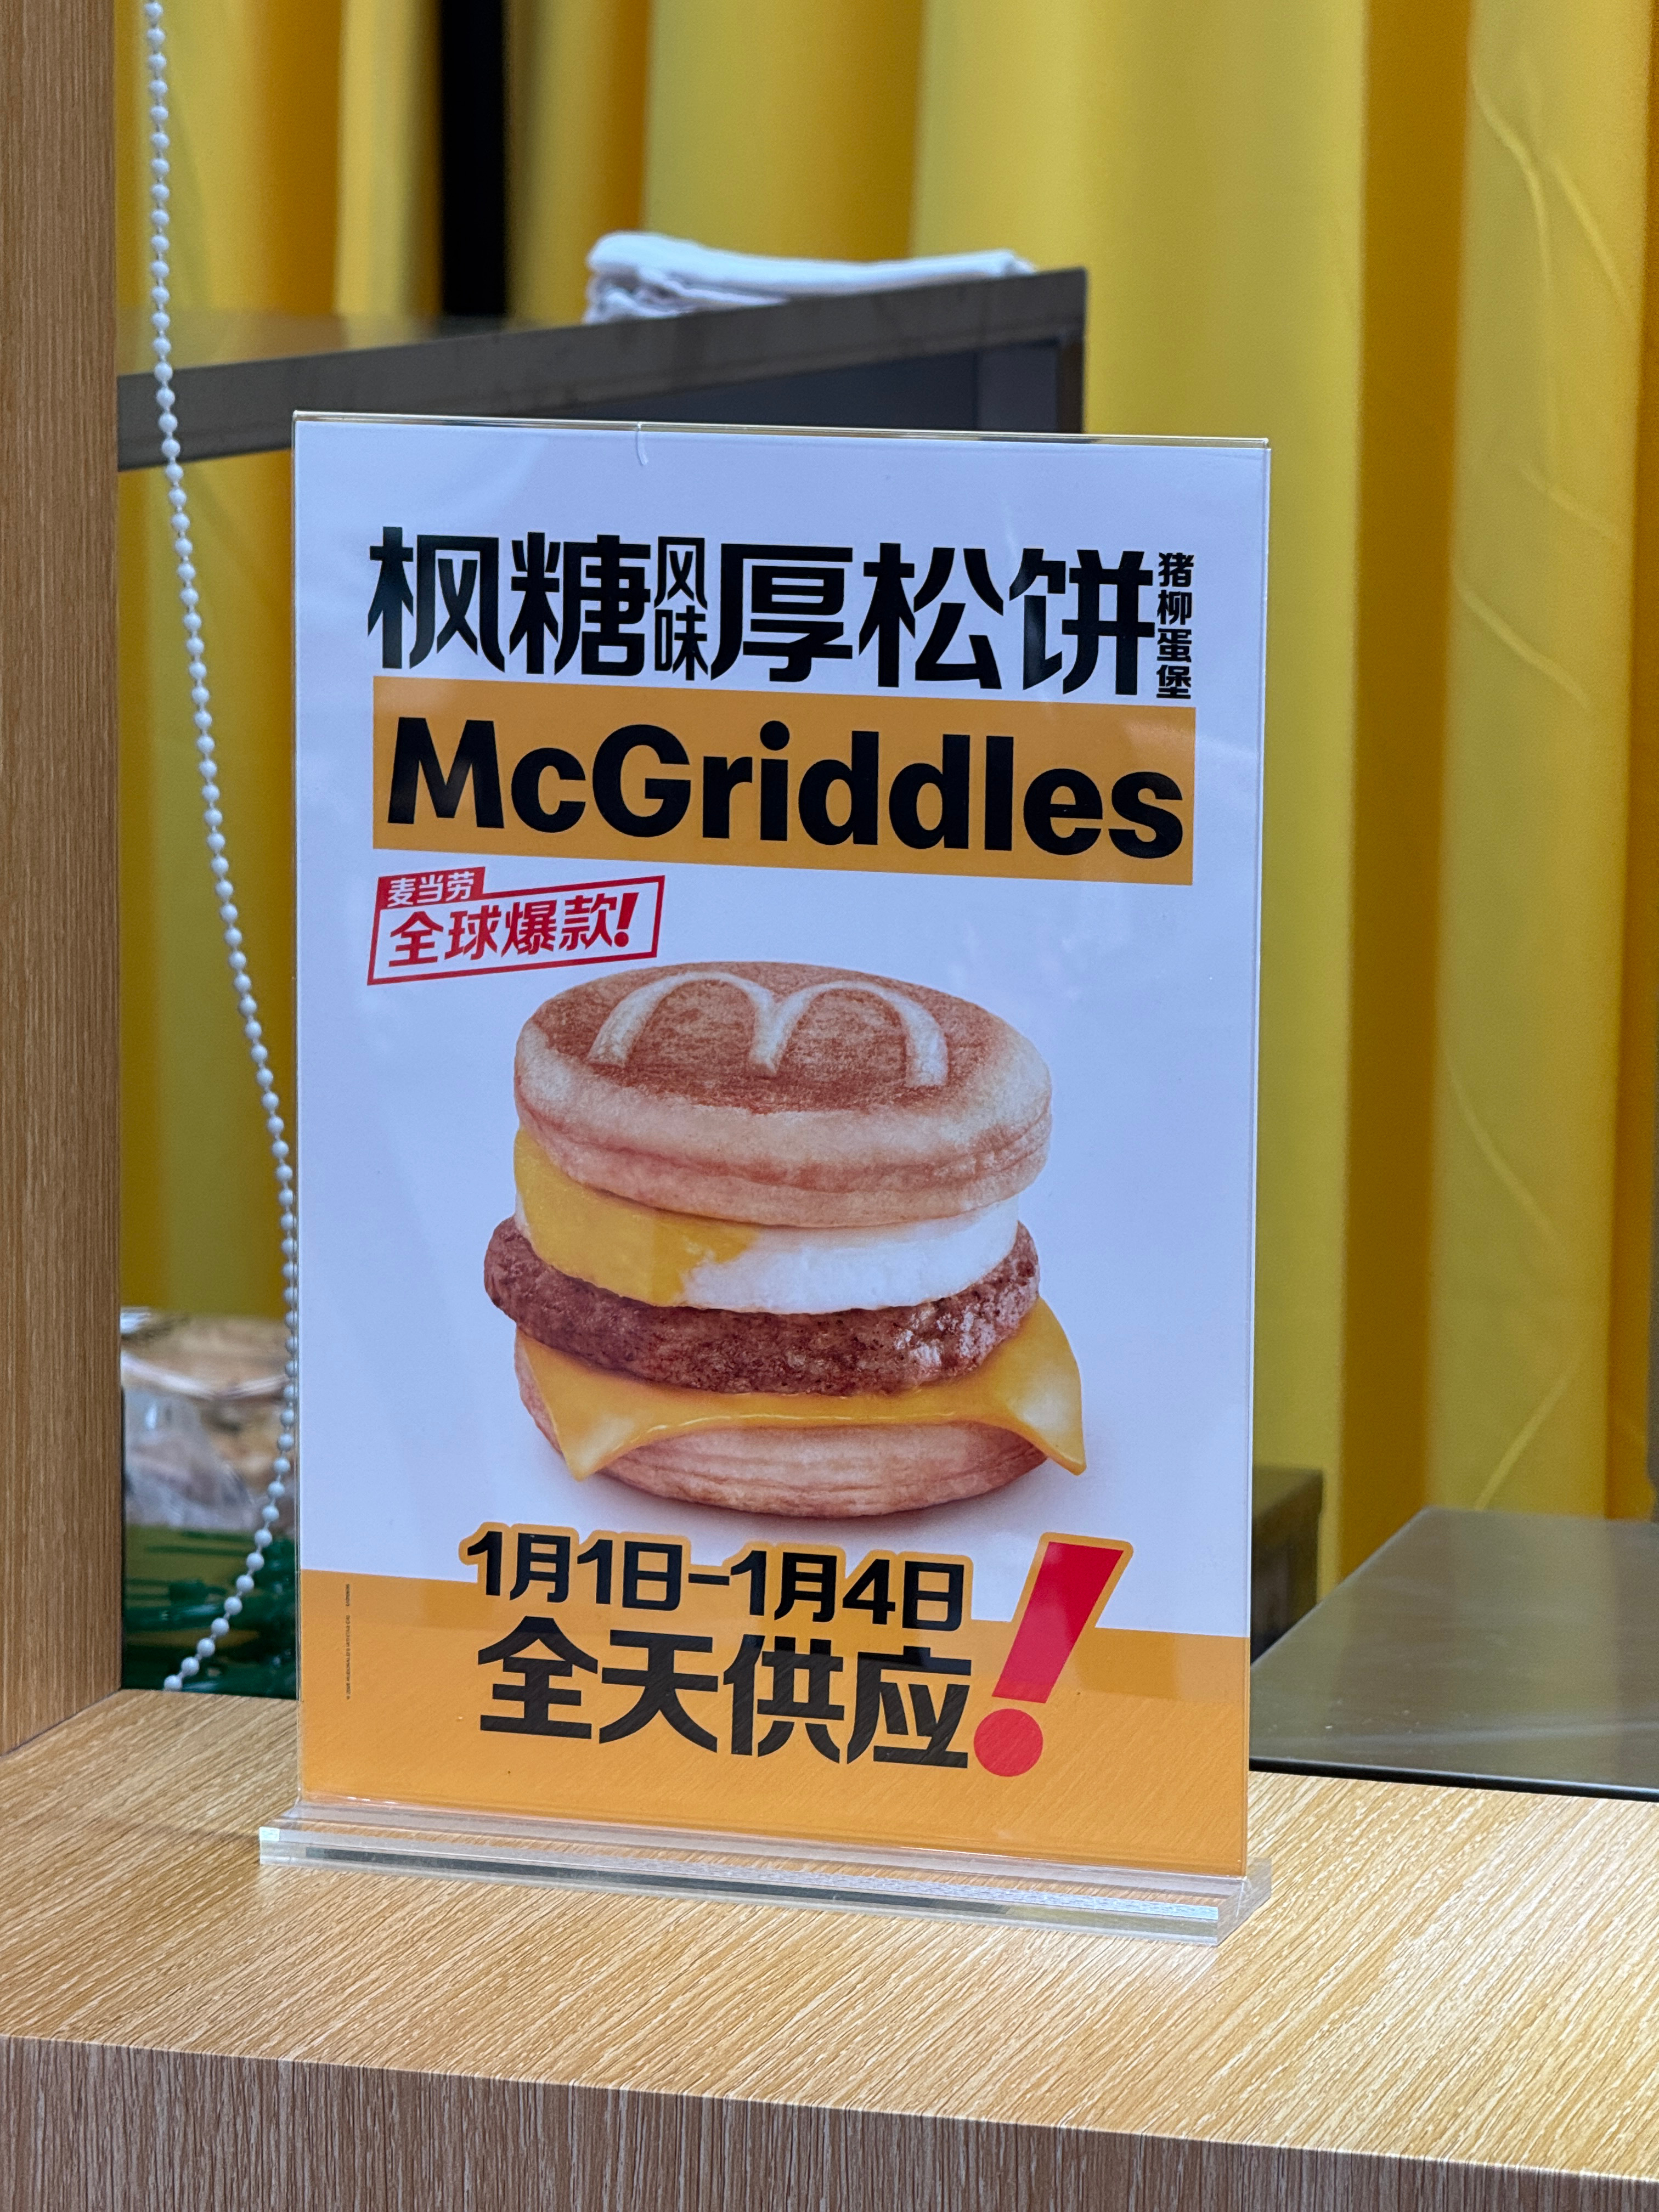 枫糖风味厚松饼猪柳蛋堡
McGriddles
麦当劳
全球爆款!
1月1日-1月4日
全天供应!